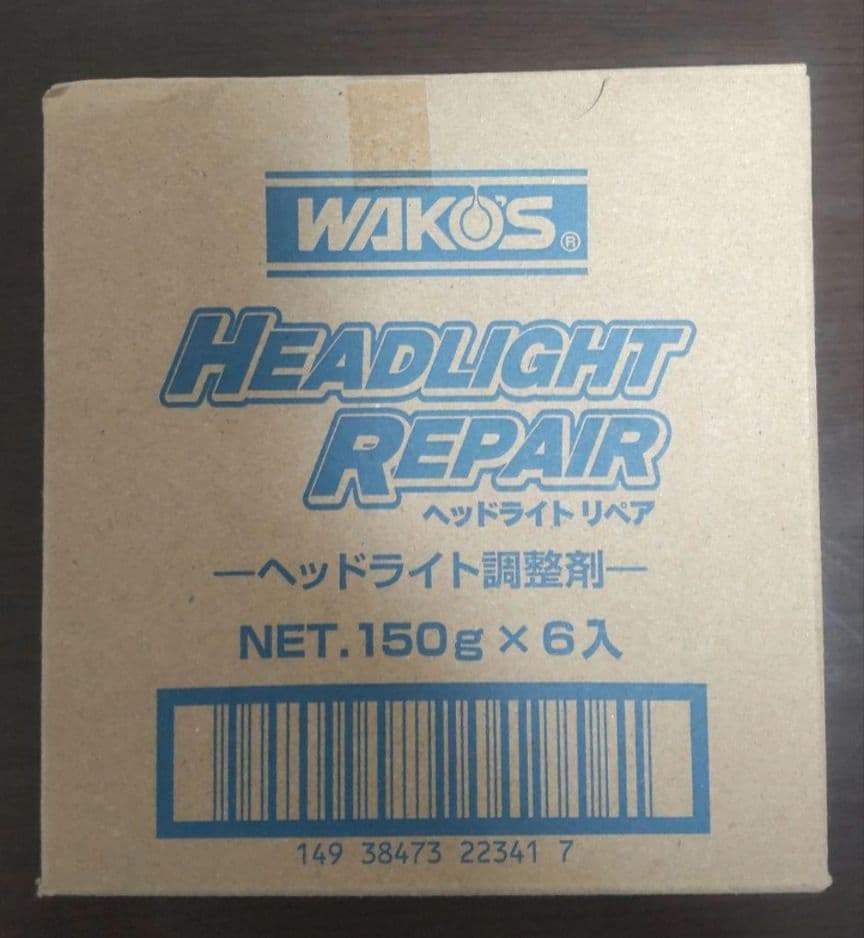 WAKO'S®
HEADLIGHT
REPAIR
ヘッドライトリペア
―ヘッドライト調整剤―
NET.150g×6入
149 38473 22341 7